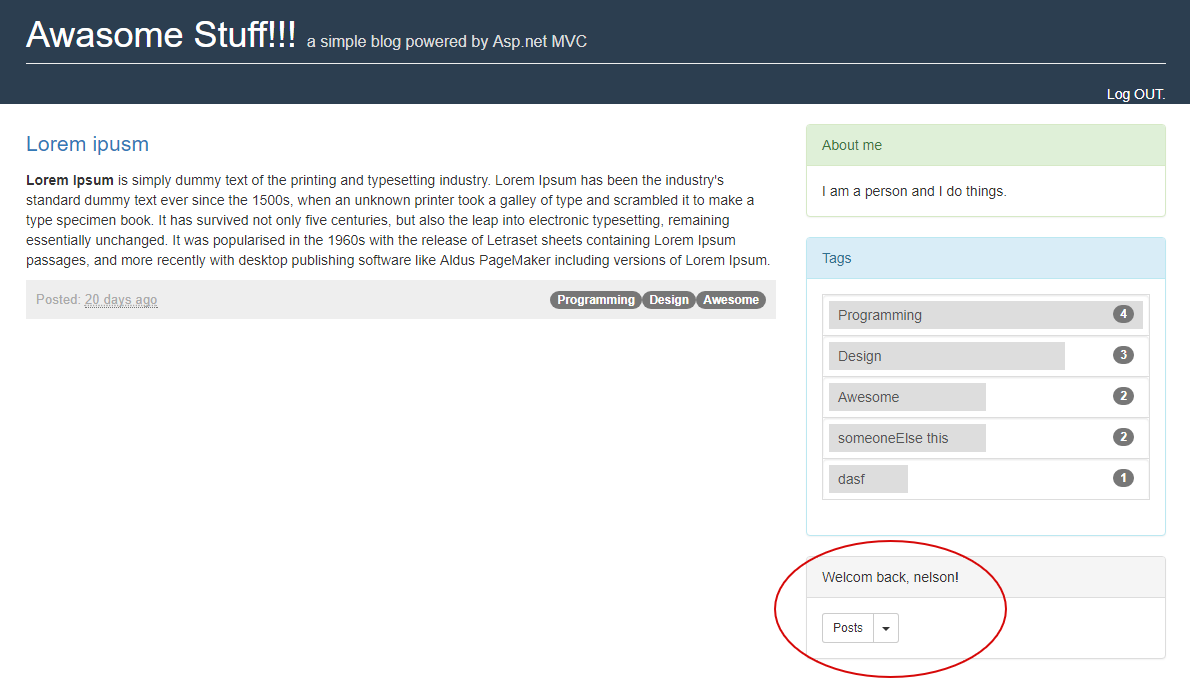 Awasome Stuff!!! a simple blog powered by Asp.net MVC
Log OUT.
Lorem ipusm
Lorem Ipsum is simply dummy text of the printing and typesetting industry. Lorem Ipsum has been the industry's
standard dummy text ever since the 1500s, when an unknown printer took a galley of type and scrambled it to make a
type specimen book. It has survived not only five centuries, but also the leap into electronic typesetting, remaining
essentially unchanged. It was popularised in the 1960s with the release of Letraset sheets containing Lorem Ipsum
passages, and more recently with desktop publishing software like Aldus PageMaker including versions of Lorem Ipsum.
Posted: 20 days ago Programming Design Awesome
About me
I am a person and I do things.
Tags
Programming 4
Design 3
Awesome 2
someoneElse this 2
dasf 1
Welcom back, nelson!
Posts